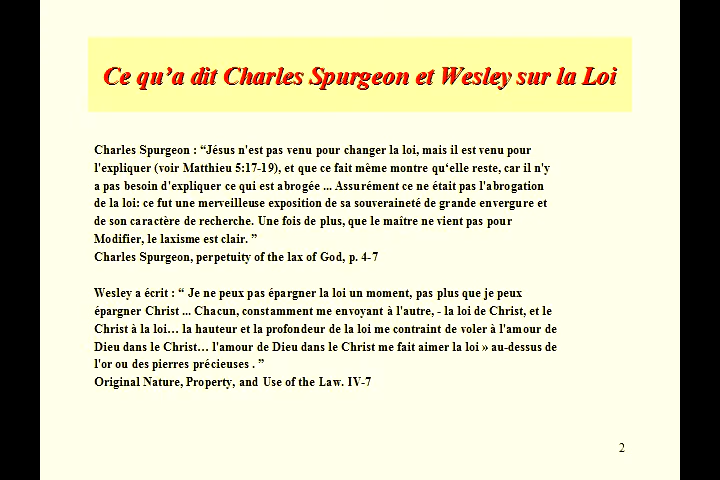 Ce qu’a dit Charles Spurgeon et Wesley sur la Loi
Charles Spurgeon : “Jésus n'est pas venu pour changer la loi, mais il est venu pour
l'expliquer (voir Matthieu 5:17-19), et que ce fait même montre qu‘elle reste, car il n'y
a pas besoin d'expliquer ce qui est abrogée ... Assurément ce ne était pas l'abrogation
de la loi: ce fut une merveilleuse exposition de sa souveraineté de grande envergure et
de son caractère de recherche. Une fois de plus, que le maître ne vient pas pour
Modifier, le laxisme est clair. ”
Charles Spurgeon, perpetuity of the lax of God, p. 4-7
Wesley a écrit : “ Je ne peux pas épargner la loi un moment, pas plus que je peux
épargner Christ ... Chacun, constamment me envoyant à l'autre, - la loi de Christ, et le
Christ à la loi… la hauteur et la profondeur de la loi me contraint de voler à l'amour de
Dieu dans le Christ… l'amour de Dieu dans le Christ me fait aimer la loi » au-dessus de
l'or ou des pierres précieuses . ”
Original Nature, Property, and Use of the Law. IV-7
2